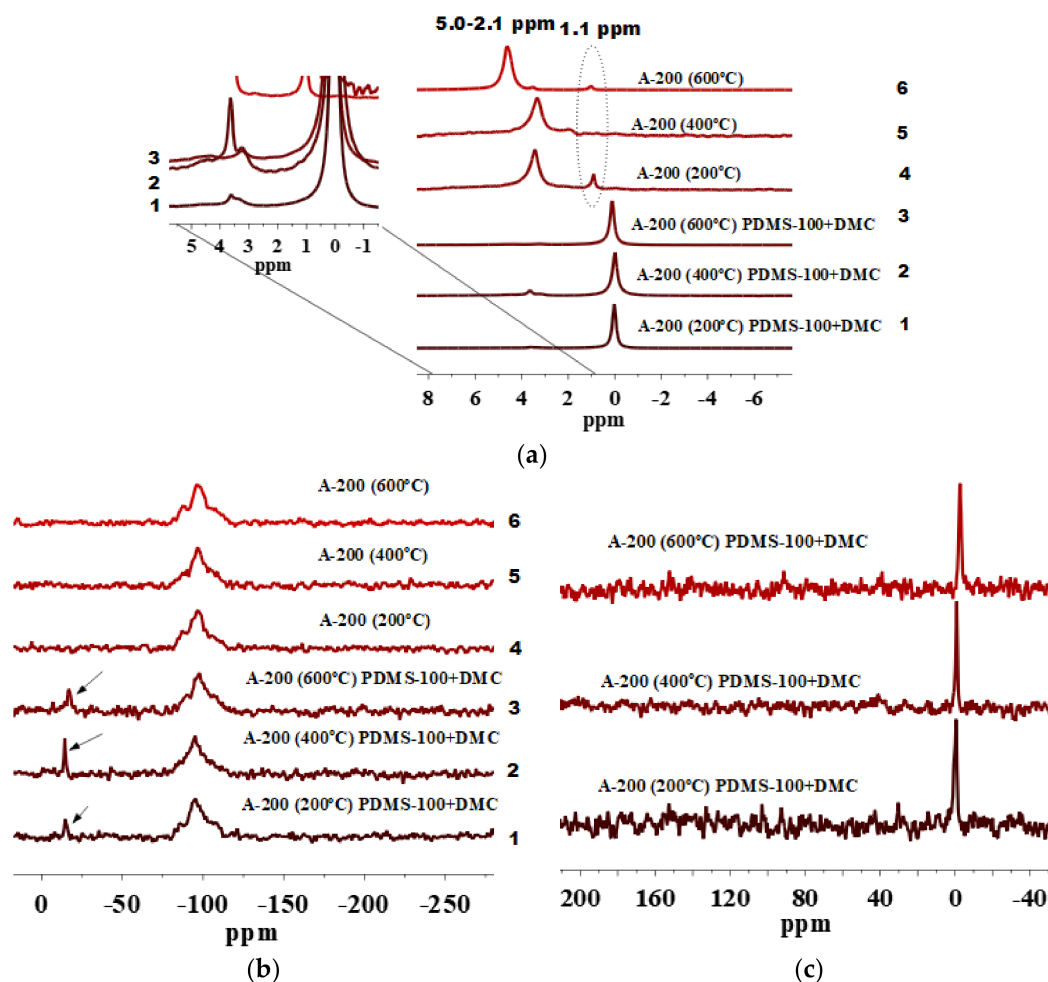 5.0-2.1 ppm 1.1 ppm
A-200 (600°C) 6
A-200 (400°C) 5
A-200 (200°C) 4
A-200 (600°C) PDMS-100+DMC 3
A-200 (400°C) PDMS-100+DMC 2
A-200 (200°C) PDMS-100+DMC 1
3
2
1
5 4 3 2 1 0 -1
ppm
8 6 4 2 0 -2 -4 -6
ppm
(a)
A-200 (600°C)
6
A-200 (400°C)
5
A-200 (200°C)
4
A-200 (600°C) PDMS-100+DMC
3
A-200 (400°C) PDMS-100+DMC
2
A-200 (200°C) PDMS-100+DMC
1
0 -50 -100 -150 -200 -250
ppm
(b)
A-200 (600°C) PDMS-100+DMC
A-200 (400°C) PDMS-100+DMC
A-200 (200°C) PDMS-100+DMC
200 160 120 80 40 0 -40
ppm
(c)